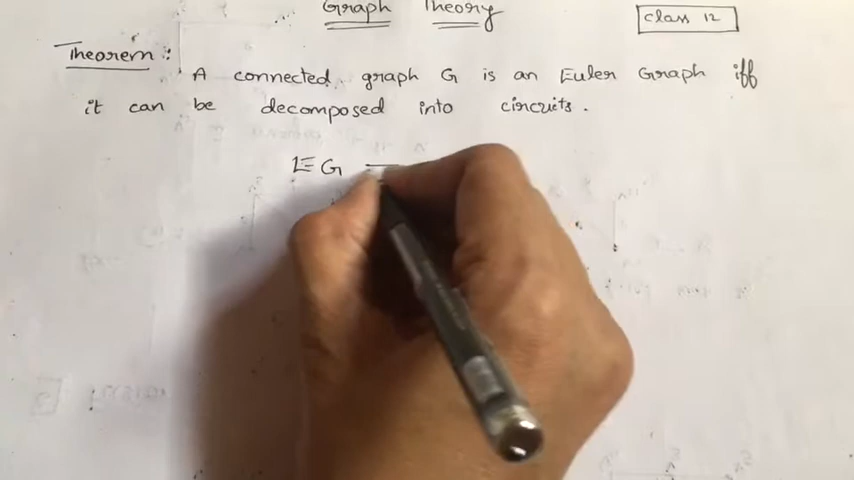 Graph Theory
class 12
Theorem :
A connected graph G is an Euler Graph iff
it can be decomposed into circuits.
EG